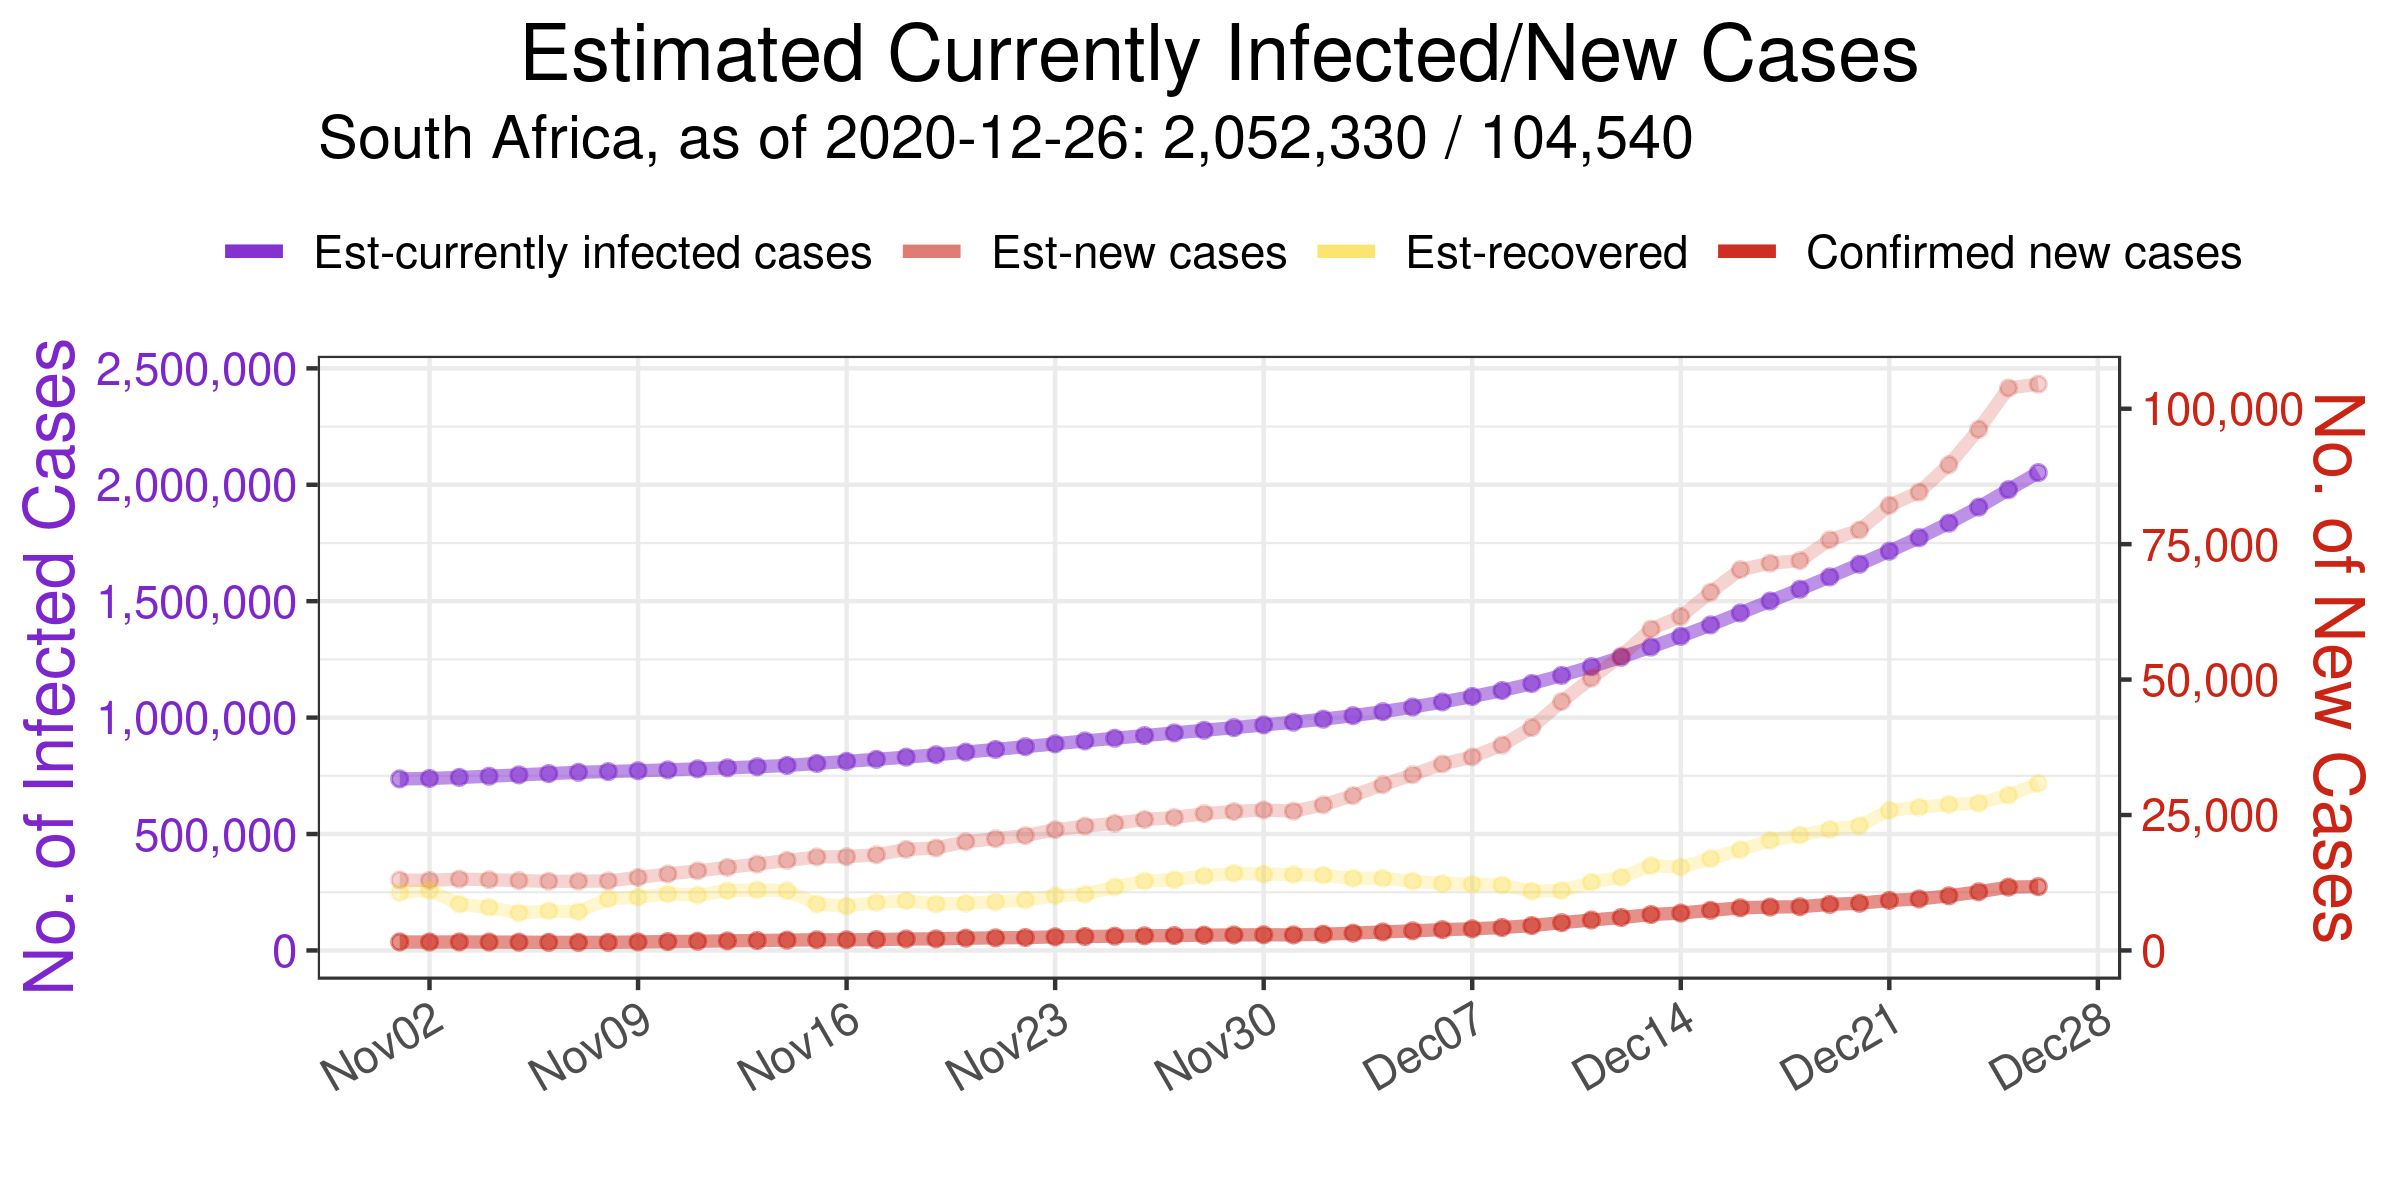 Estimated Currently Infected/New Cases
South Africa, as of 2020-12-26: 2,052,330 / 104,540
Est-currently infected cases Est-new cases Est-recovered Confirmed new cases
No. of Infected Cases
2,500,000
2,000,000
1,500,000
1,000,000
500,000
0
100,000
75,000
50,000
25,000
0
No. of New Cases
Nov02 Nov09 Nov16 Nov23 Nov30 Dec07 Dec14 Dec21 Dec28